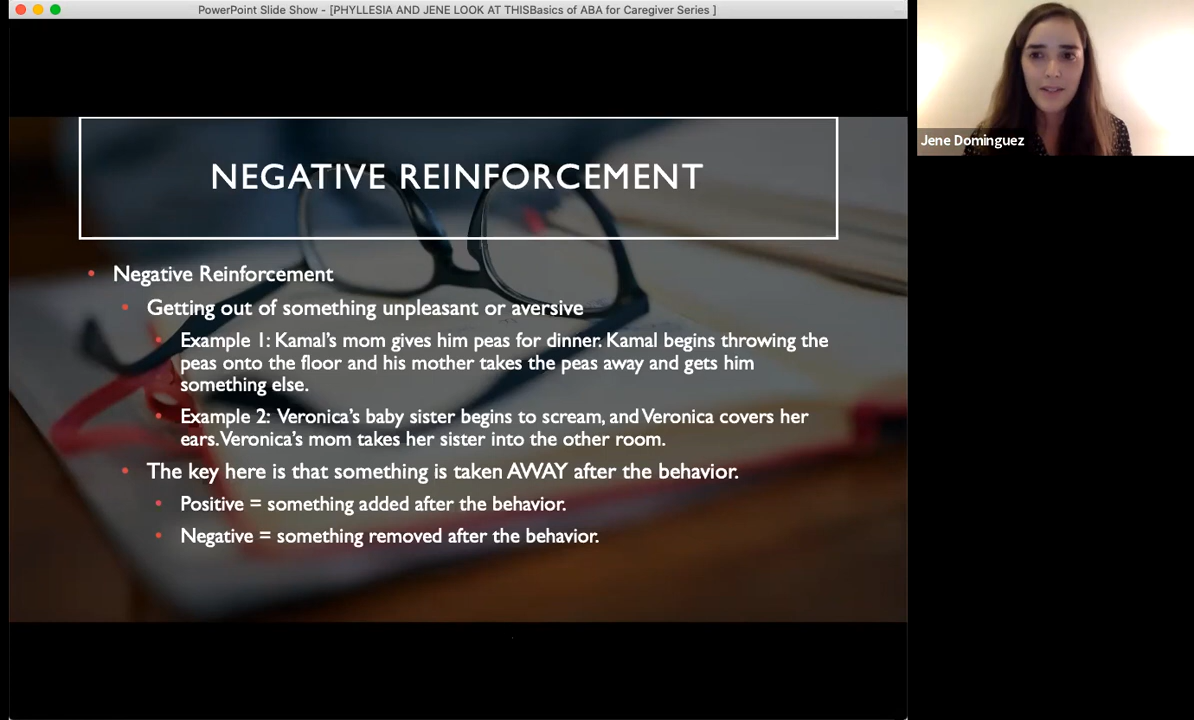 PowerPoint Slide Show - [PHYLLESIA AND JENE LOOK AT THISBasics of ABA for Caregiver Series ]
Jene Dominguez
NEGATIVE REINFORCEMENT
• Negative Reinforcement
• Getting out of something unpleasant or aversive
• Example 1: Kamal's mom gives him peas for dinner. Kamal begins throwing the
peas onto the floor and his mother takes the peas away and gets him
something else.
• Example 2: Veronica's baby sister begins to scream, and Veronica covers her
ears. Veronica's mom takes her sister into the other room.
• The key here is that something is taken AWAY after the behavior.
• Positive = something added after the behavior.
• Negative = something removed after the behavior.